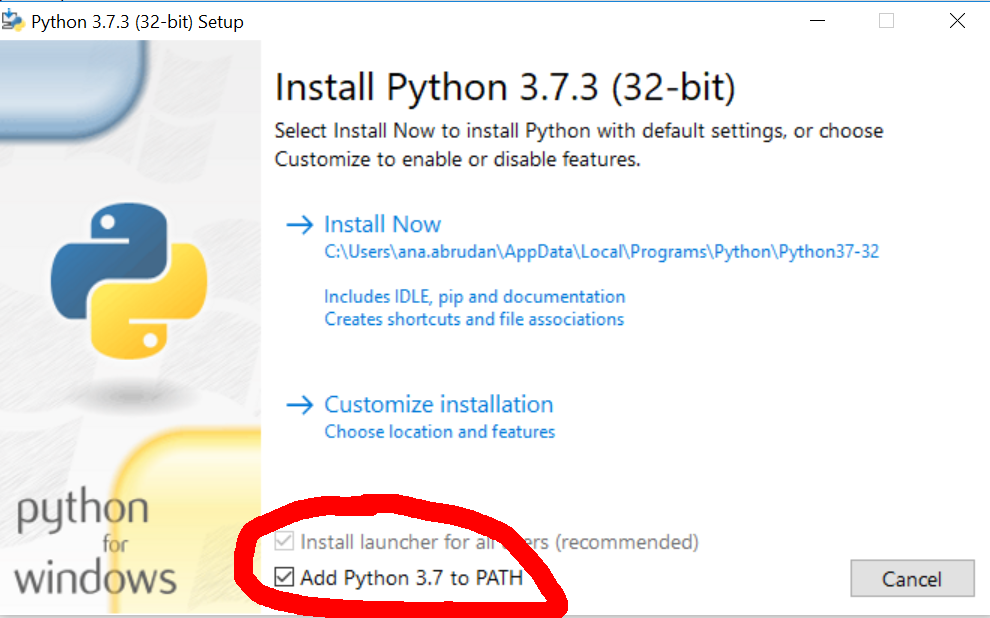 Python 3.7.3 (32-bit) Setup
Install Python 3.7.3 (32-bit)
Select Install Now to install Python with default settings, or choose
Customize to enable or disable features.
Install Now
C:\Users\ana.abrudan\AppData\Local\Programs\Python\Python37-32
Includes IDLE, pip and documentation
Creates shortcuts and file associations
Customize installation
Choose location and features
python
for
windows
Install launcher for all users (recommended)
Add Python 3.7 to PATH
Cancel